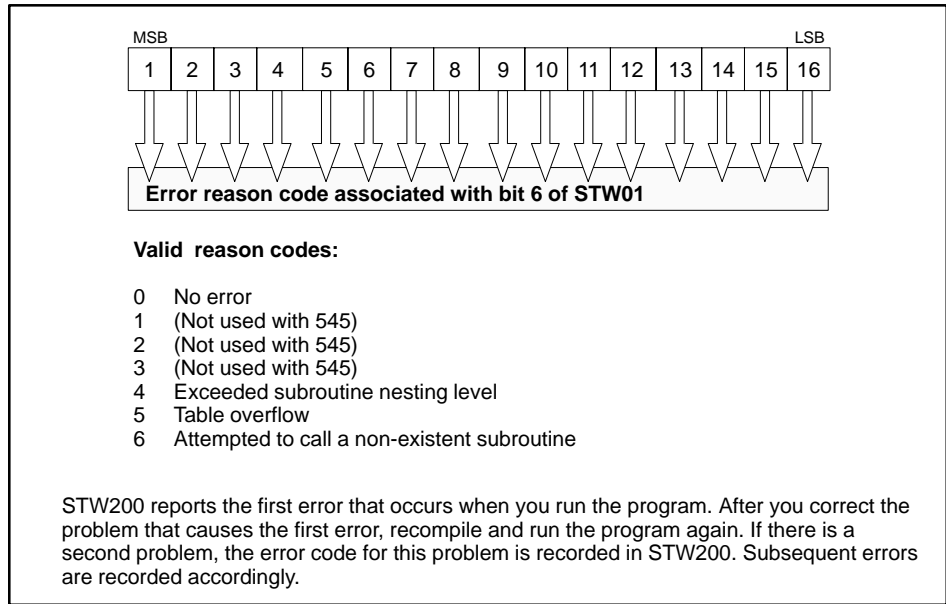 MSB LSB
1 2 3 4 5 6 7 8 9 10 11 12 13 14 15 16
Error reason code associated with bit 6 of STW01
Valid reason codes:
0 No error
1 (Not used with 545)
2 (Not used with 545)
3 (Not used with 545)
4 Exceeded subroutine nesting level
5 Table overflow
6 Attempted to call a non-existent subroutine
STW200 reports the first error that occurs when you run the program. After you correct the
problem that causes the first error, recompile and run the program again. If there is a
second problem, the error code for this problem is recorded in STW200. Subsequent errors
are recorded accordingly.